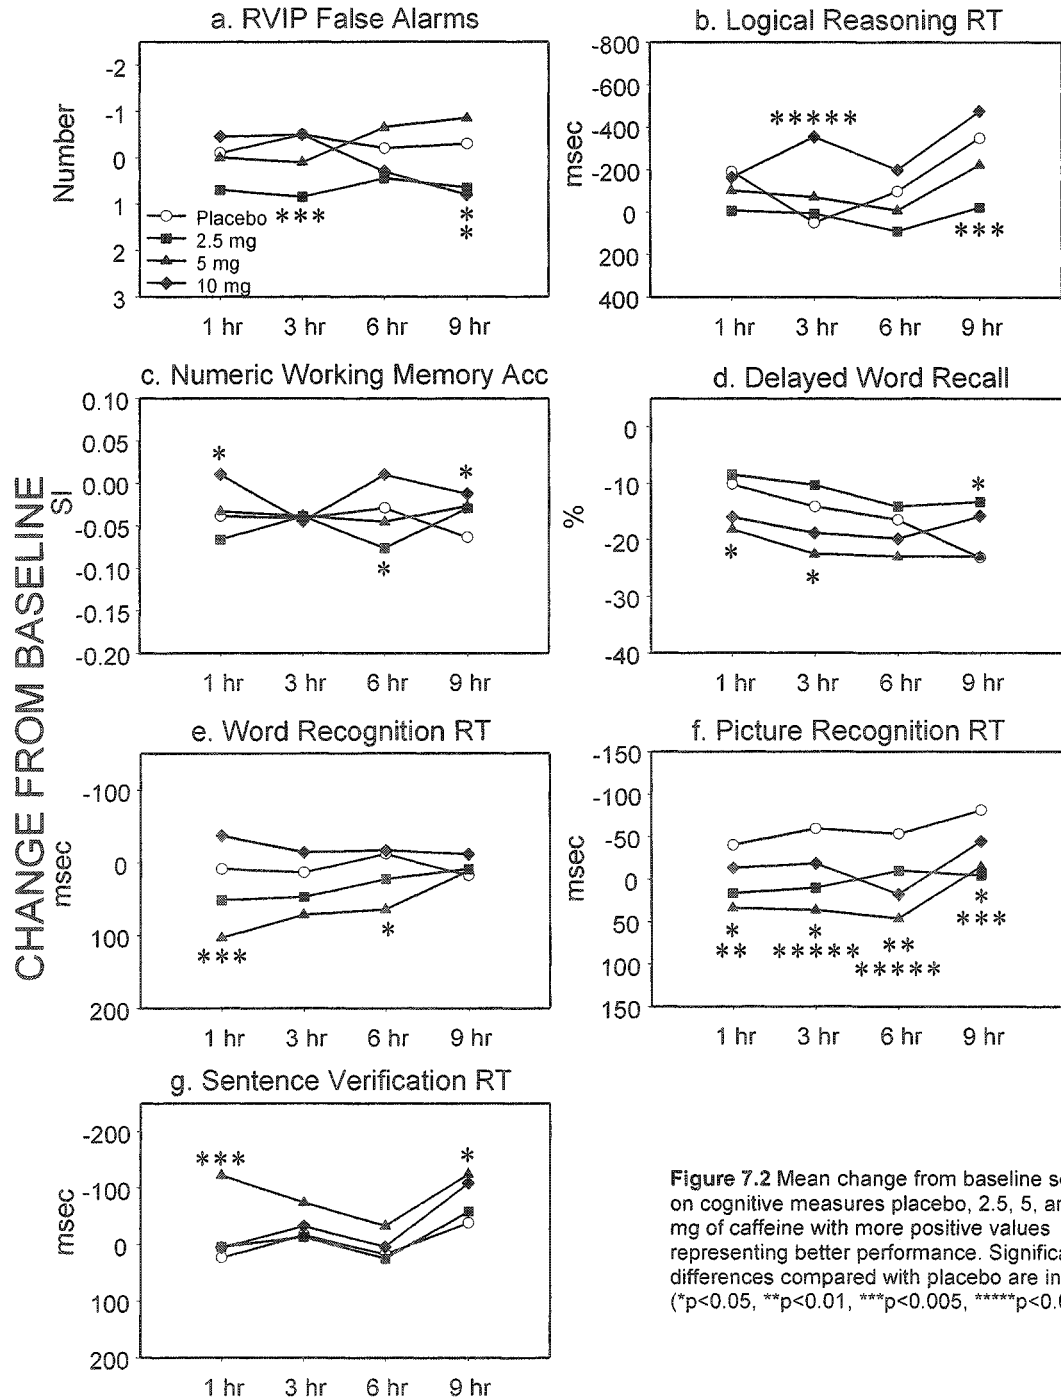 a. RVIP False Alarms
Number
-2
-1
0
1
2
3
***
*
*
Placebo
2.5 mg
5 mg
10 mg
1 hr 3 hr 6 hr 9 hr
b. Logical Reasoning RT
msec
-800
-600
-400
-200
0
200
400
*****
***
1 hr 3 hr 6 hr 9 hr
CHANGE FROM BASELINE
c. Numeric Working Memory Acc
SI
0.10
0.05
0.00
-0.05
-0.10
-0.15
-0.20
*
*
*
1 hr 3 hr 6 hr 9 hr
d. Delayed Word Recall
%
0
-10
-20
-30
-40
*
*
*
1 hr 3 hr 6 hr 9 hr
e. Word Recognition RT
msec
-100
0
100
200
***
*
1 hr 3 hr 6 hr 9 hr
f. Picture Recognition RT
msec
-150
-100
-50
0
50
100
150
*
**
*
*****
**
*****
*
***
1 hr 3 hr 6 hr 9 hr
g. Sentence Verification RT
msec
-200
-100
0
100
200
***
*
1 hr 3 hr 6 hr 9 hr
Figure 7.2 Mean change from baseline
on cognitive measures placebo, 2.5, 5,
mg of caffeine with more positive values
representing better performance.
differences compared with placebo are
(*p<0.05, **p<0.01, ***p<0.005,